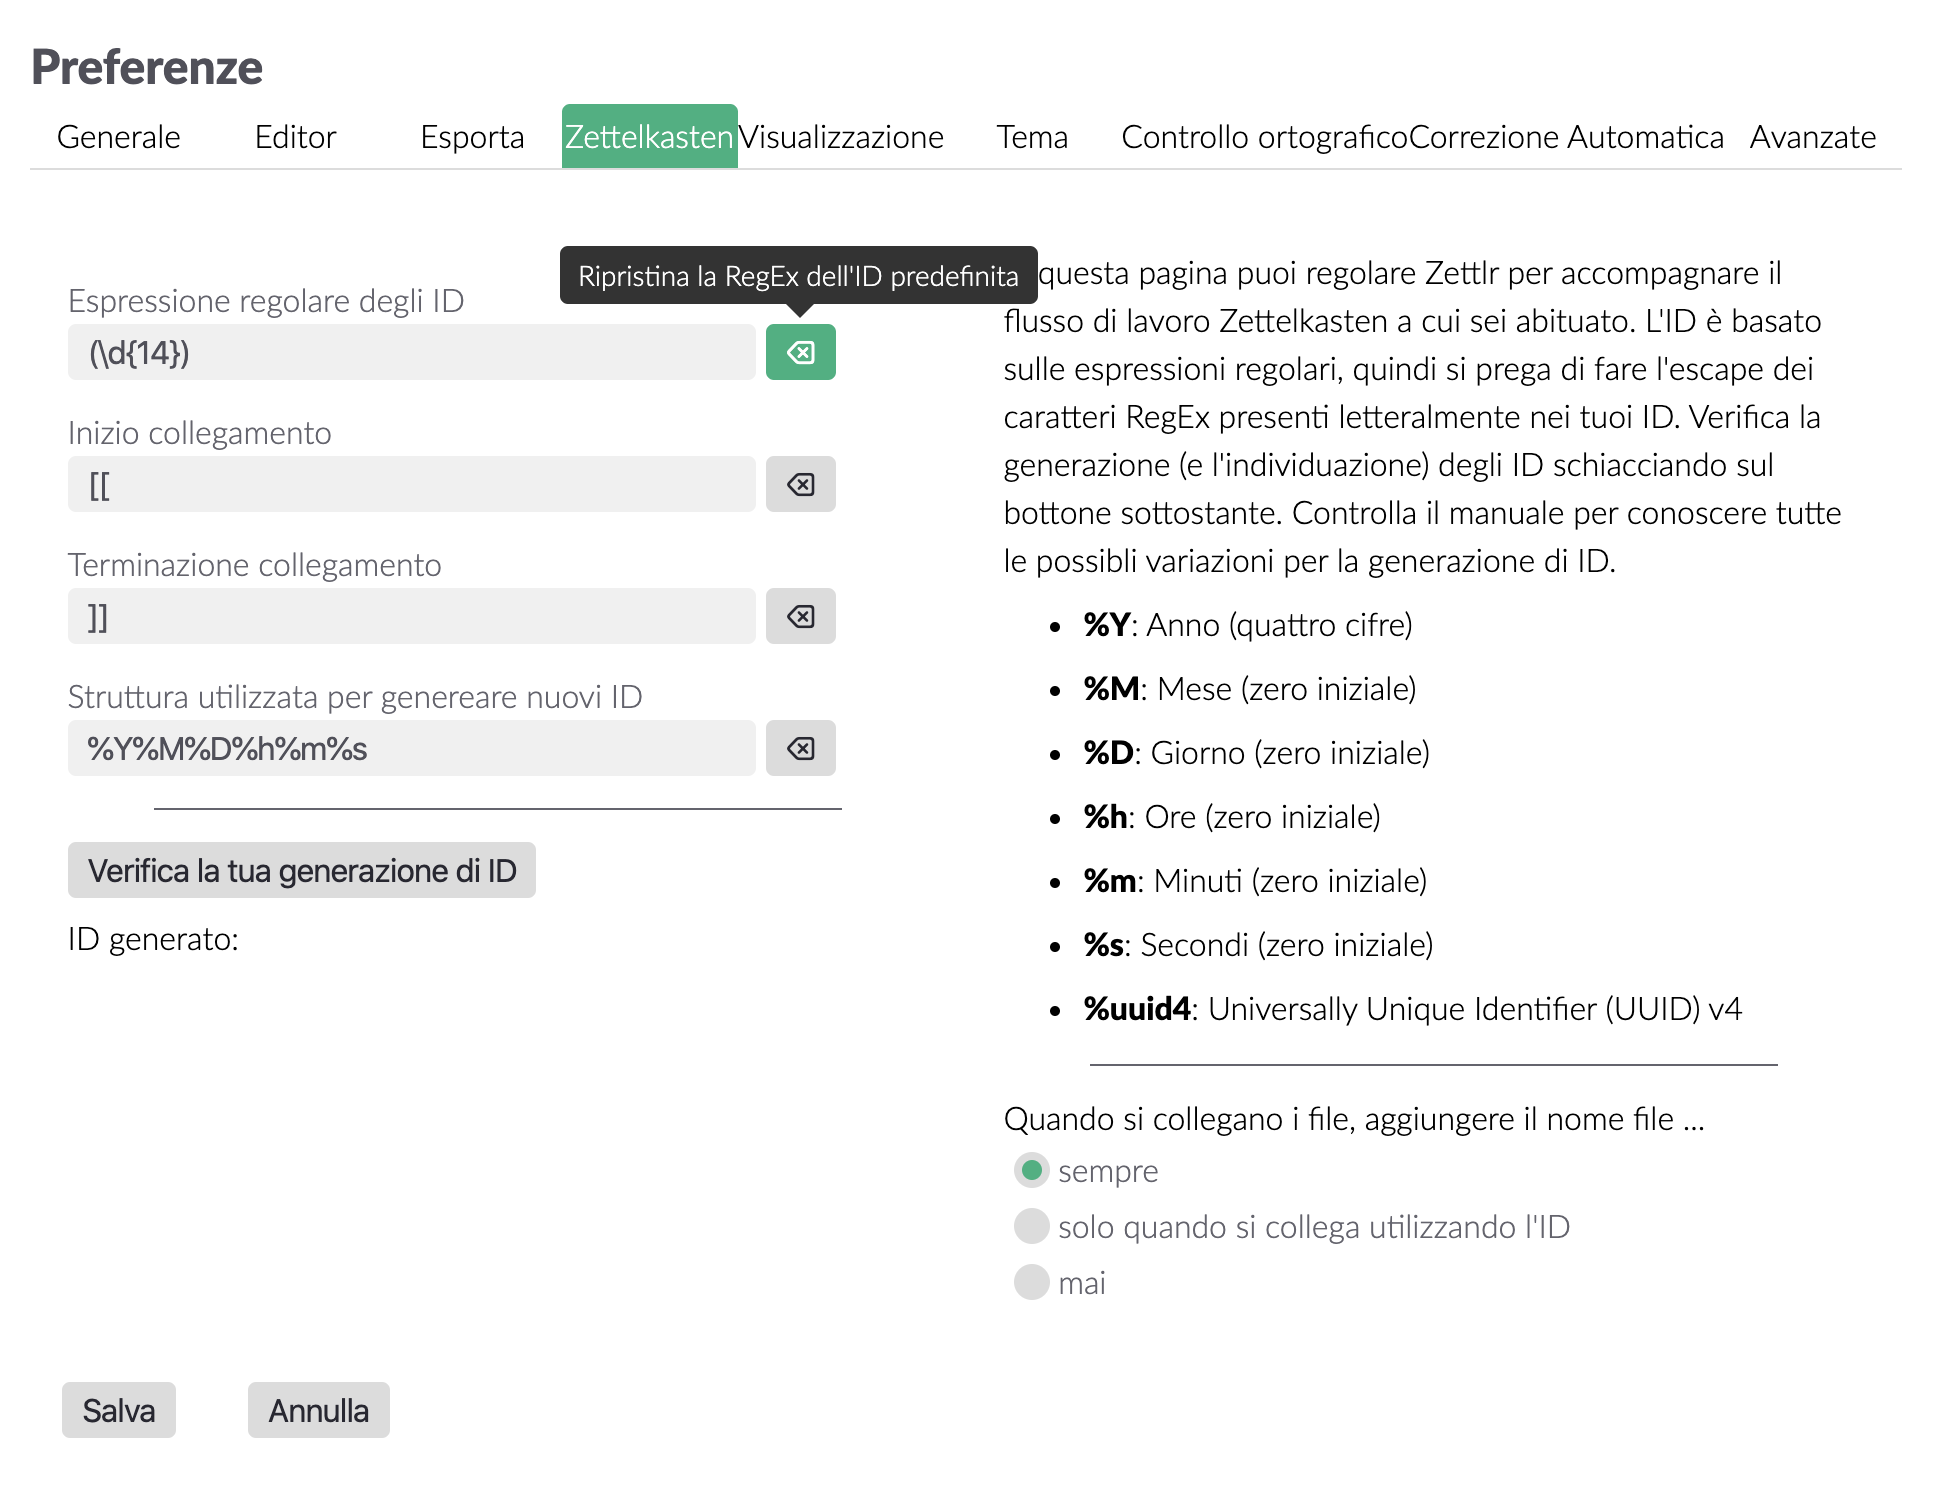 Preferenze
Generale Editor Esporta Zettelkasten Visualizzazione Tema Controllo ortografico Correzione Automatica Avanzate
Ripristina la RegEx dell'ID predefinita
Espressione regolare degli ID
(\d{14})
Inizio collegamento
[[
Terminazione collegamento
]]
Struttura utilizzata per genereare nuovi ID
%Y%M%D%h%m%s
Verifica la tua generazione di ID
ID generato:
questa pagina puoi regolare Zettlr per accompagnare il
flusso di lavoro Zettelkasten a cui sei abituato. L'ID è basato
sulle espressioni regolari, quindi si prega di fare l'escape dei
caratteri RegEx presenti letteralmente nei tuoi ID. Verifica la
generazione (e l'individuazione) degli ID schiacciando sul
bottone sottostante. Controlla il manuale per conoscere tutte
le possibli variazioni per la generazione di ID.
• %Y: Anno (quattro cifre)
• %M: Mese (zero iniziale)
• %D: Giorno (zero iniziale)
• %h: Ore (zero iniziale)
• %m: Minuti (zero iniziale)
• %s: Secondi (zero iniziale)
• %uuid4: Universally Unique Identifier (UUID) v4
Quando si collegano i file, aggiungere il nome file ...
sempre
solo quando si collega utilizzando l'ID
mai
Salva Annulla